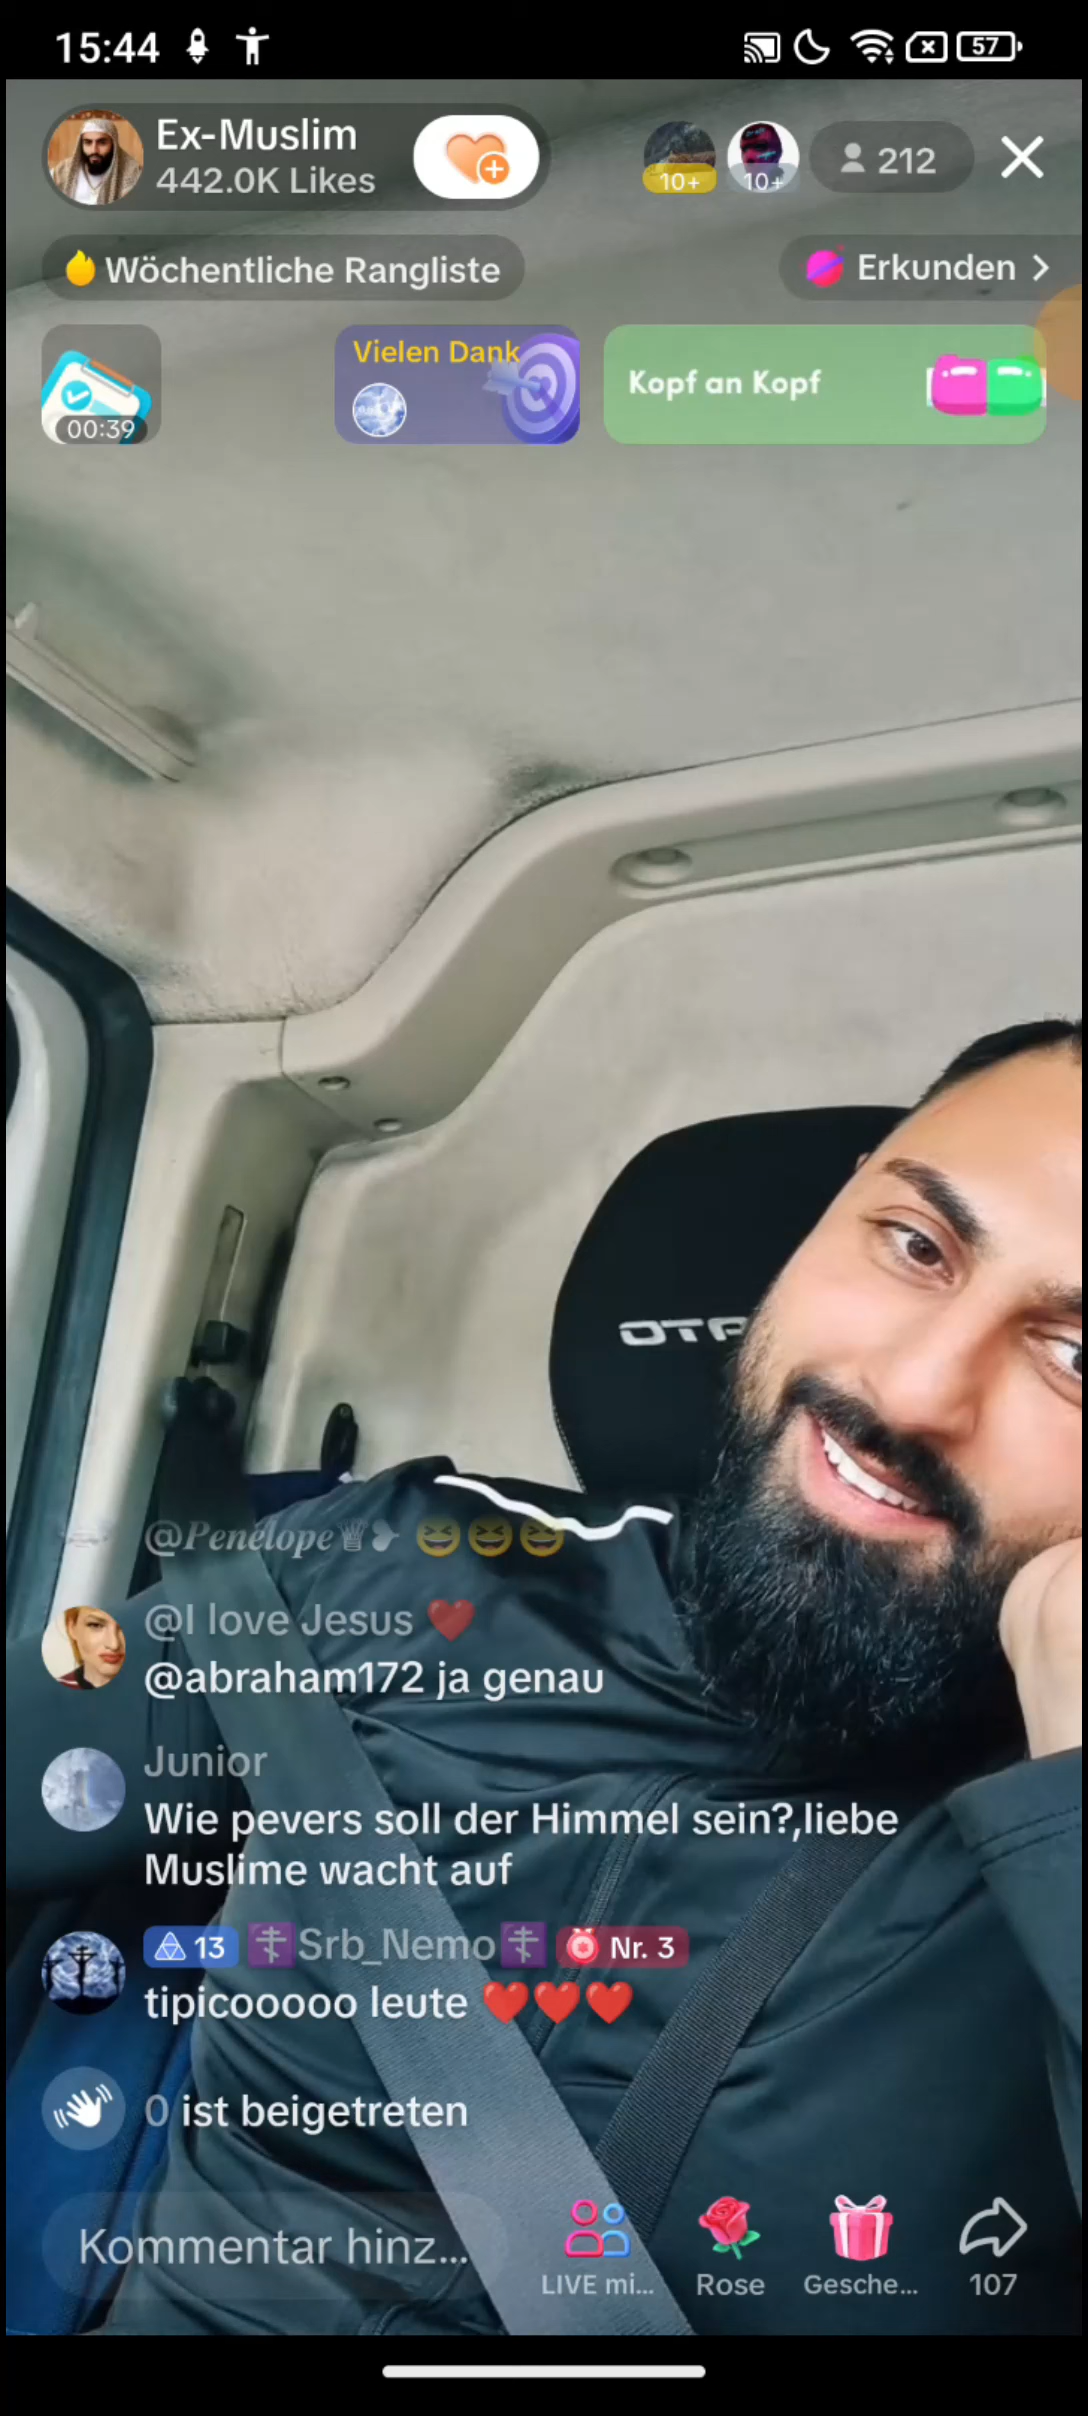 15:44
57
Ex-Muslim
442.0K Likes
10+
10+
212
Wöchentliche Rangliste
Erkunden >
00:39
Vielen Dank
Kopf an Kopf
@Penelope♕❥ 😆😆😆
@I love Jesus ❤️
@abraham172 ja genau
Junior
Wie pevers soll der Himmel sein?,liebe
Muslime wacht auf
13 ☦️Srb_Nemo☦️ Nr. 3
tipicooooo leute ❤️❤️❤️
0 ist beigetreten
Kommentar hinz...
LIVE mi...
Rose
Gesche...
107